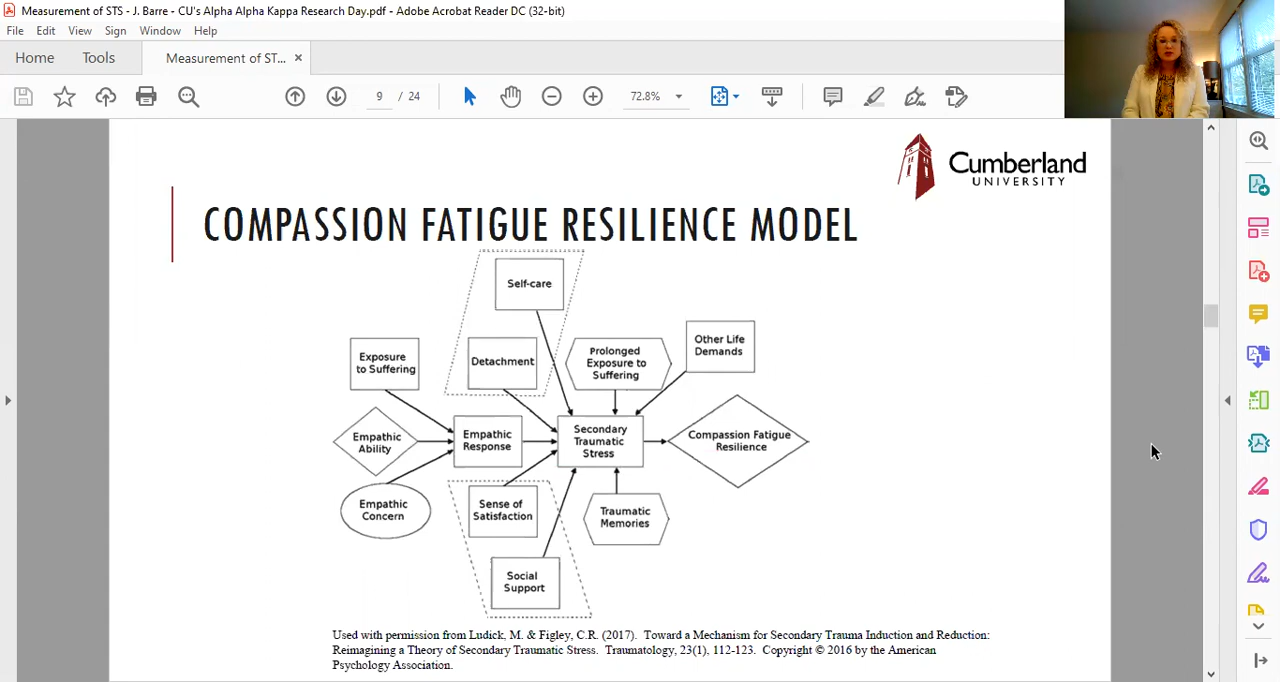 Measurement of STS - J. Barre - CU's Alpha Alpha Kappa Research Day.pdf - Adobe Acrobat Reader DC (32-bit)
File Edit View Sign Window Help
Home Tools Measurement of ST... ×
9 / 24 72.8%
Cumberland
UNIVERSITY
COMPASSION FATIGUE RESILIENCE MODEL
Self-care
Exposure
to Suffering
Detachment
Prolonged
Exposure to
Suffering
Other Life
Demands
Empathic
Ability
Empathic
Response
Secondary
Traumatic
Stress
Compassion Fatigue
Resilience
Empathic
Concern
Sense of
Satisfaction
Traumatic
Memories
Social
Support
Used with permission from Ludick, M. & Figley, C.R. (2017). Toward a Mechanism for Secondary Trauma Induction and Reduction:
Reimagining a Theory of Secondary Traumatic Stress. Traumatology, 23(1), 112-123. Copyright © 2016 by the American
Psychology Association.